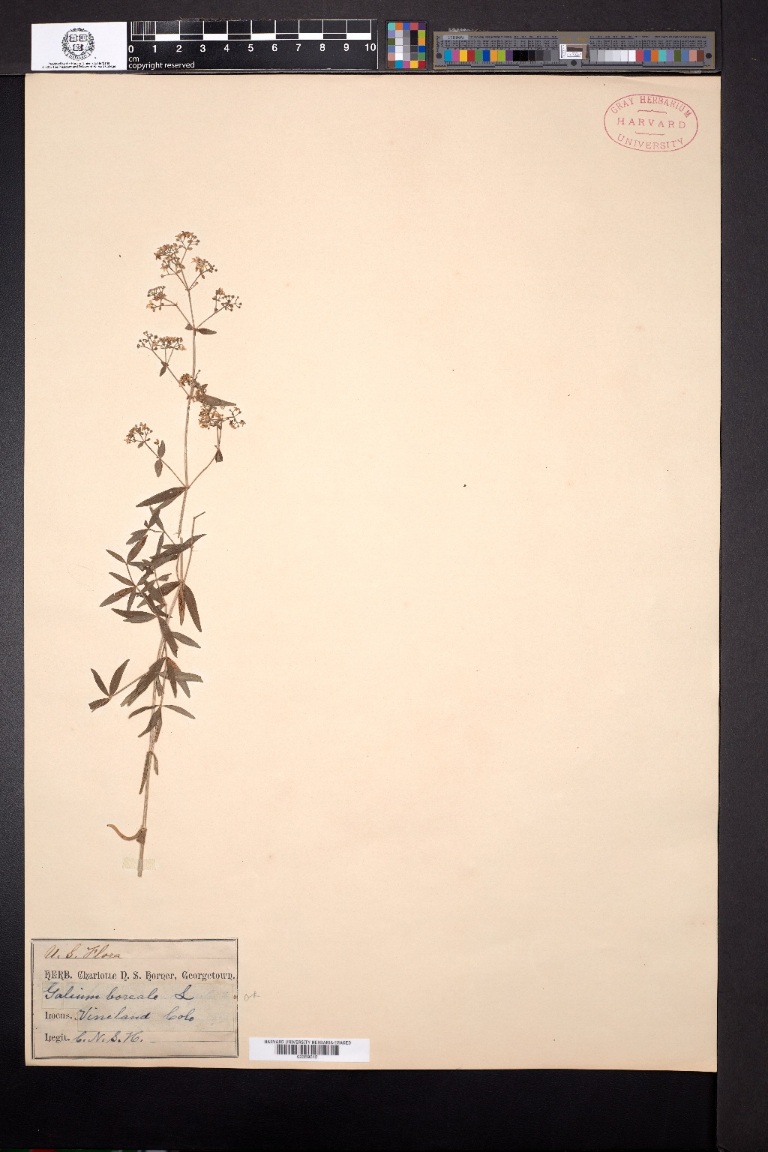 0 1 2 3 4 5 6 7 8 9 10
cm
copyright reserved
GRAY HERBARIUM
HARVARD
UNIVERSITY
U. S. Flora
HERB. Charlotte N. S. Horner, Georgetown.
Galium boreale L
Locus. Vineland Colo
Legit. C. N. S. H.
HARVARD UNIVERSITY HERBARIA